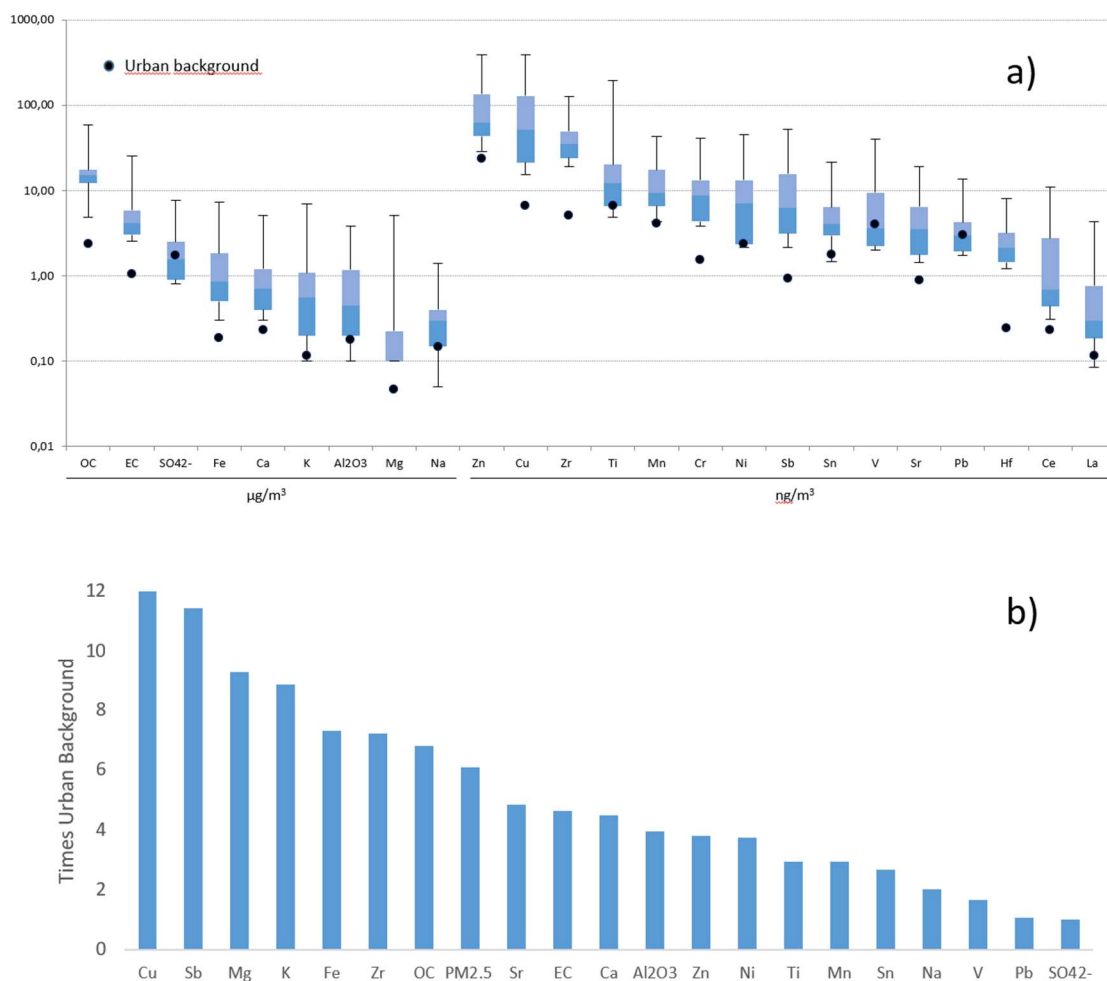 1000,00
Urban background
a)
100,00
10,00
1,00
0,10
0,01
OC EC SO42- Fe Ca K Al2O3 Mg Na Zn Cu Zr Ti Mn Cr Ni Sb Sn V Sr Pb Hf Ce La
µg/m³ ng/m³
12
b)
10
8
6
4
2
0
Times Urban Background
Cu Sb Mg K Fe Zr OC PM2.5 Sr EC Ca Al2O3 Zn Ni Ti Mn Sn Na V Pb SO42-